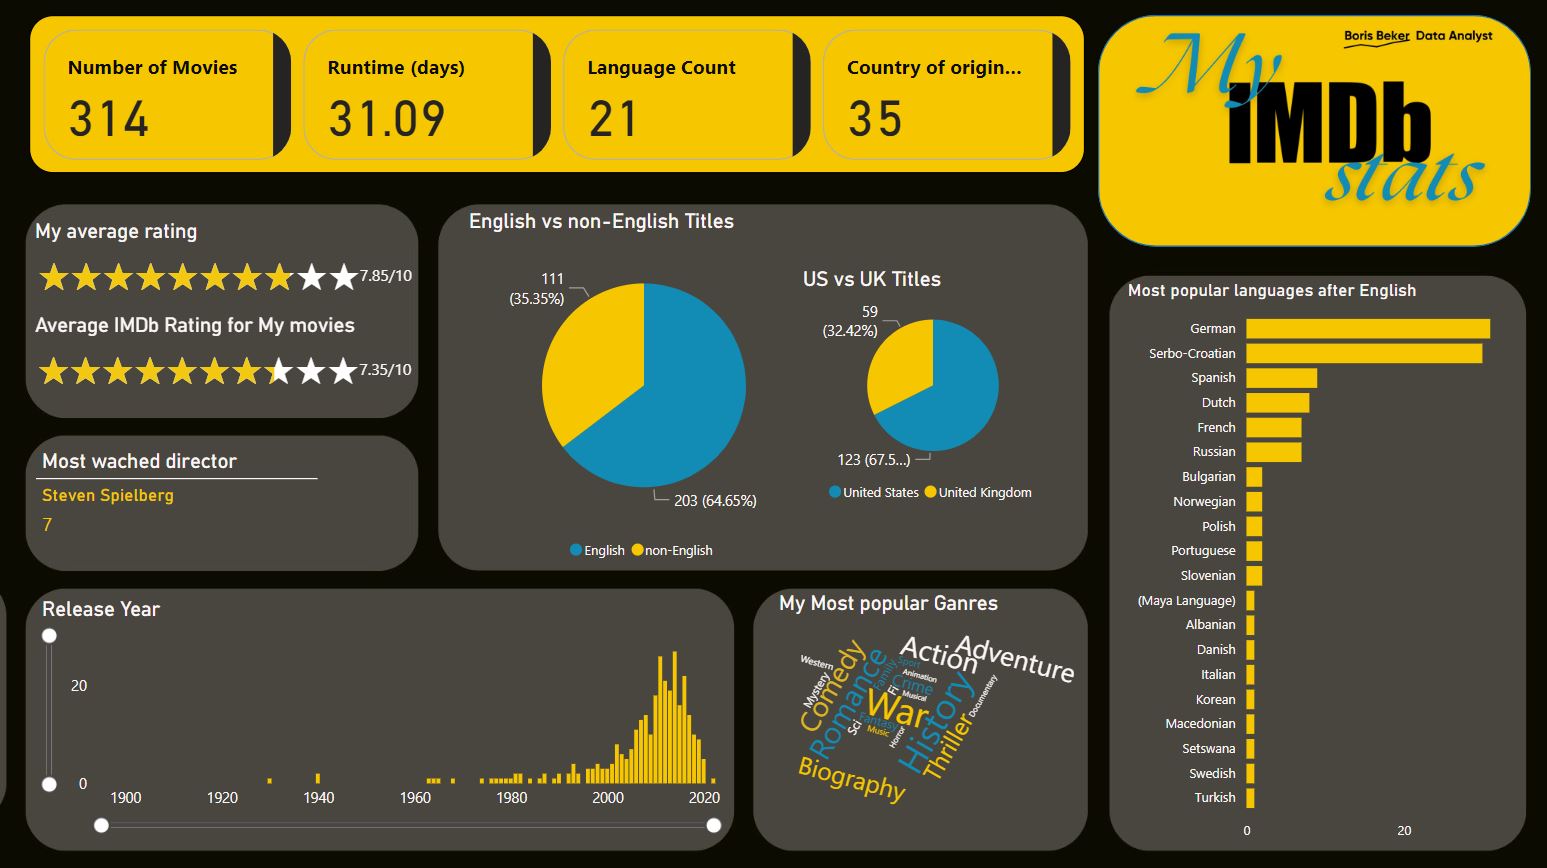 Number of Movies
314
Runtime (days)
31.09
Language Count
21
Country of origin...
35
Boris Beker Data Analyst
My
IMDb
stats
My average rating
7.85/10
Average IMDb Rating for My movies
7.35/10
Most wached director
Steven Spielberg
7
English vs non-English Titles
111
(35.35%)
203 (64.65%)
English
non-English
US vs UK Titles
59
(32.42%)
123 (67.5...)
United States
United Kingdom
Most popular languages after English
German
Serbo-Croatian
Spanish
Dutch
French
Russian
Bulgarian
Norwegian
Polish
Portuguese
Slovenian
(Maya Language)
Albanian
Danish
Italian
Korean
Macedonian
Setswana
Swedish
Turkish
0
20
Release Year
20
0
1900
1920
1940
1960
1980
2000
2020
My Most popular Ganres
Western
Mystery
Comedy
Romance
Family
Sport
Action
Adventure
Animation
Crime
Fi
Musical
War
History
Documentary
Fantasy
Sci
Music
Horror
Thriller
Biography